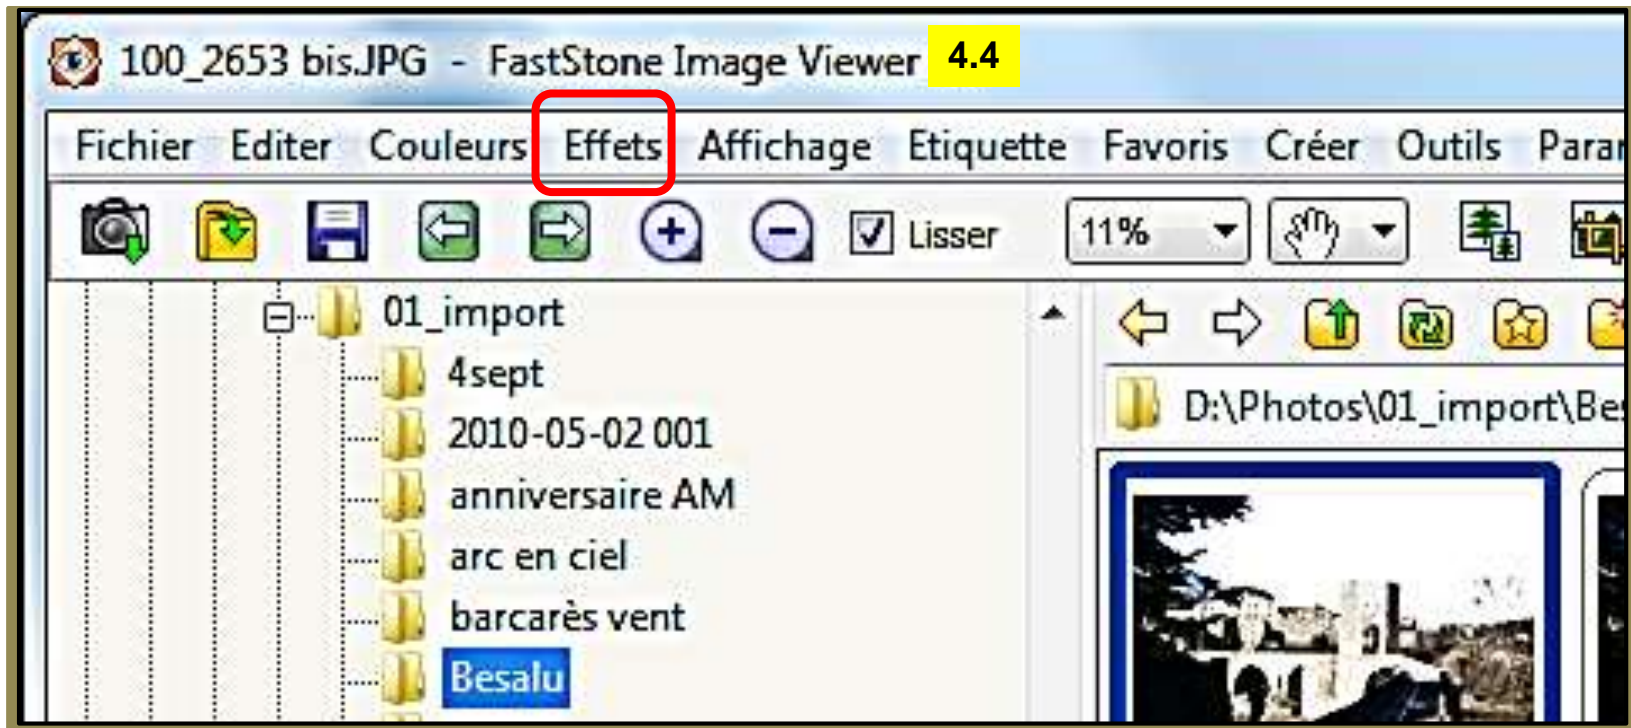 100_2653 bis.JPG - FastStone Image Viewer 4.4
Fichier Editer Couleurs Effets Affichage Etiquette Favoris Créer Outils
Lisser 11%
01_import
4sept
2010-05-02 001
anniversaire AM
arc en ciel
barcarès vent
Besalu
D:\Photos\01_import\Bes